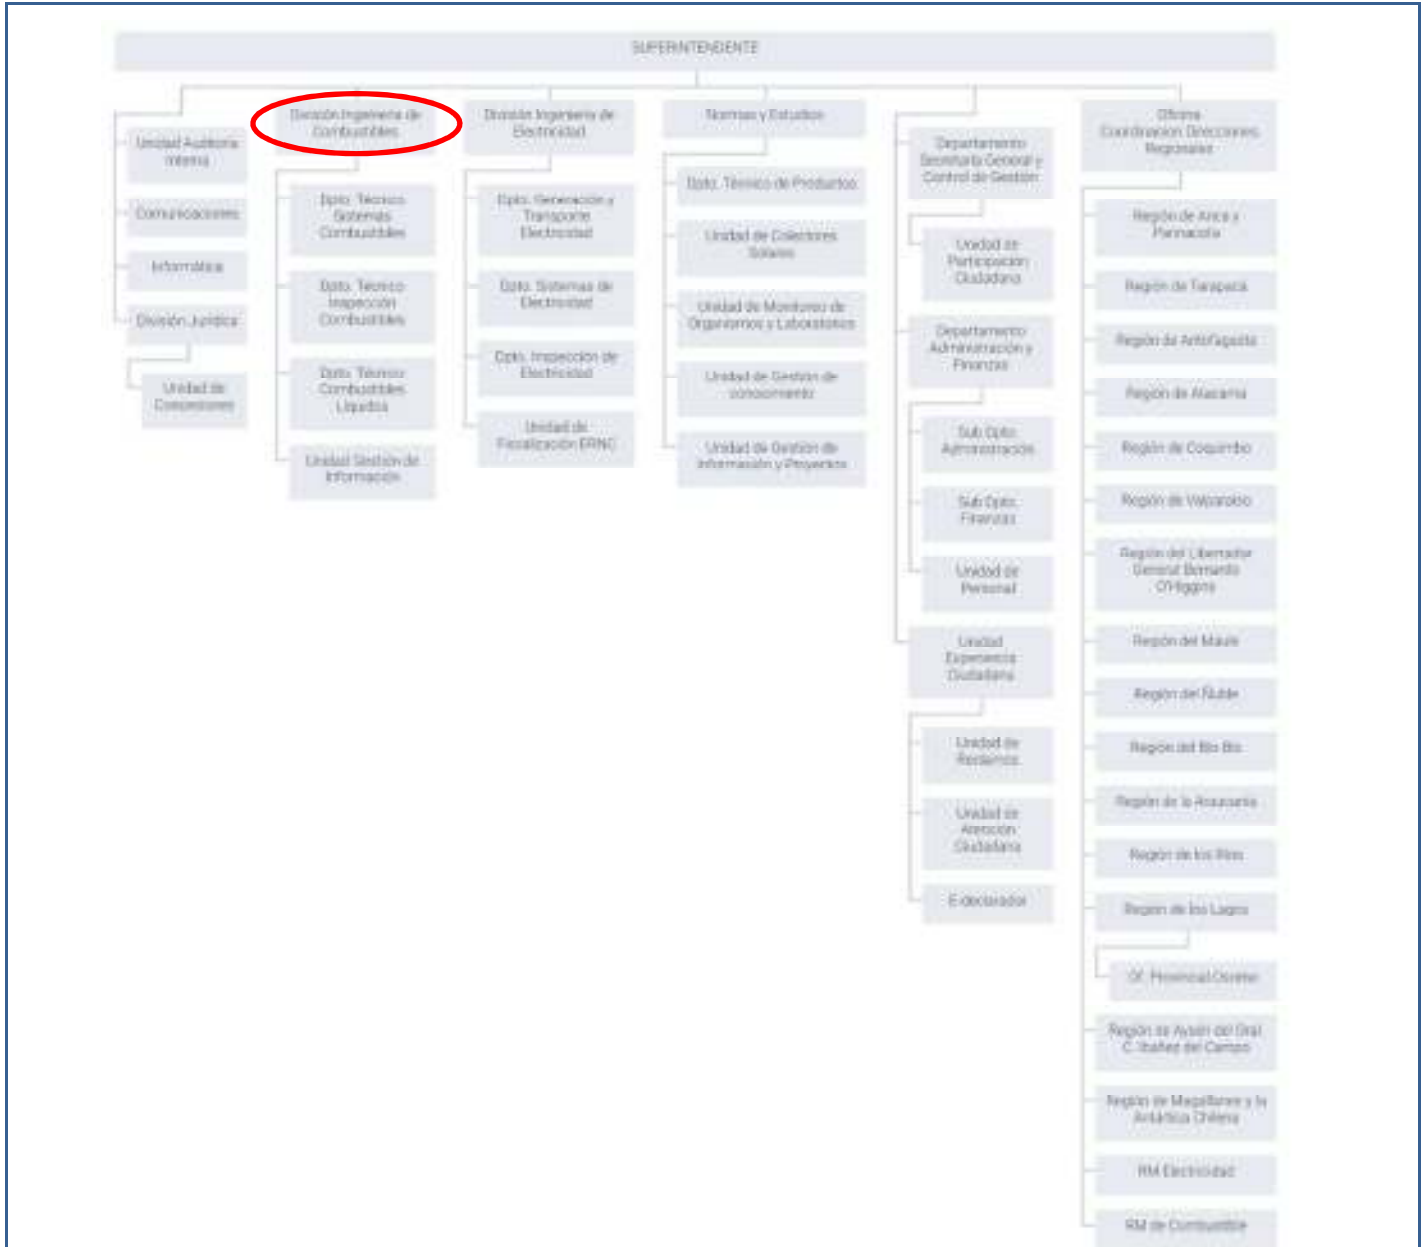 SUPERINTENDENTE
Unidad Auditoria
Interna
Comunicaciones
Informática
División Jurídica
Unidad de
Concesiones
División Ingeniería de
Combustibles
Dpto. Técnico
Sistemas
Combustibles
Dpto. Técnico
Inspección
Combustibles
Dpto. Técnico
Combustibles
Líquidos
Unidad Gestión de
Información
División Ingeniería de
Electricidad
Dpto. Generación y
Transporte
Electricidad
Dpto. Sistemas de
Electricidad
Dpto. Inspección de
Electricidad
Unidad de
Fiscalización ERNC
Normas y Estudios
Dpto. Técnico de Productos
Unidad de Colectores
Solares
Unidad de Monitoreo de
Organismos y Laboratorios
Unidad de Gestión de
conocimiento
Unidad de Gestión de
Información y Proyectos
Departamento
Secretaría General y
Control de Gestión
Unidad de
Participación
Ciudadana
Departamento
Administración y
Finanzas
Sub Dpto.
Administración
Sub Dpto.
Finanzas
Unidad de
Personal
Unidad
Experiencia
Ciudadana
Unidad de
Reclamos
Unidad de
Atención
Ciudadana
E-declarador
Oficina
Coordinacion Direcciones
Regionales
Región de Arica y
Parinacota
Región de Tarapacá
Región de Antofagasta
Región de Atacama
Región de Coquimbo
Región de Valparaíso
Región del Libertador
General Bernardo
O'Higgins
Región del Maule
Región del Ñuble
Región del Bío Bío
Región de la Araucanía
Región de los Ríos
Región de los Lagos
Of. Provincial Osorno
Región de Aysén del Gral.
C. Ibáñez del Campo
Región de Magallanes y la
Antártica Chilena
RM Electricidad
RM de Combustible